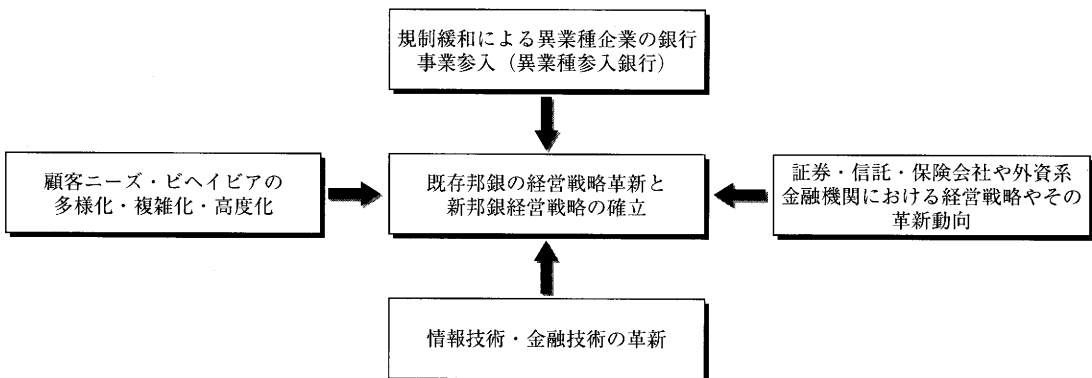 規制緩和による異業種企業の銀行
事業参入（異業種参入銀行）
顧客ニーズ・ビヘイビアの
多様化・複雑化・高度化
既存邦銀の経営戦略革新と
新邦銀経営戦略の確立
証券・信託・保険会社や外資系
金融機関における経営戦略やその
革新動向
情報技術・金融技術の革新